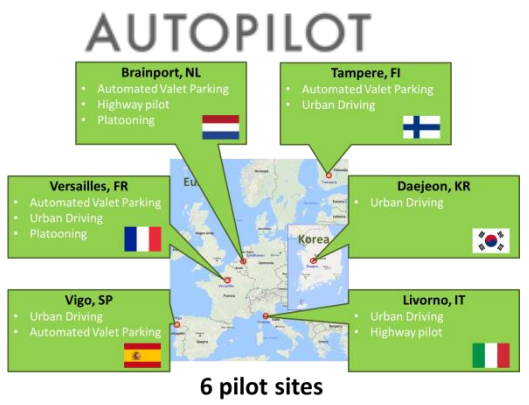 AUTOPILOT
Brainport, NL
• Automated Valet Parking
• Highway pilot
• Platooning
Tampere, FI
• Automated Valet Parking
• Urban Driving
Versailles, FR
• Automated Valet Parking
• Urban Driving
• Platooning
Eu
Korea
Daejeon, KR
• Urban Driving
Vigo, SP
• Urban Driving
• Automated Valet Parking
Livorno, IT
• Urban Driving
• Highway pilot
6 pilot sites